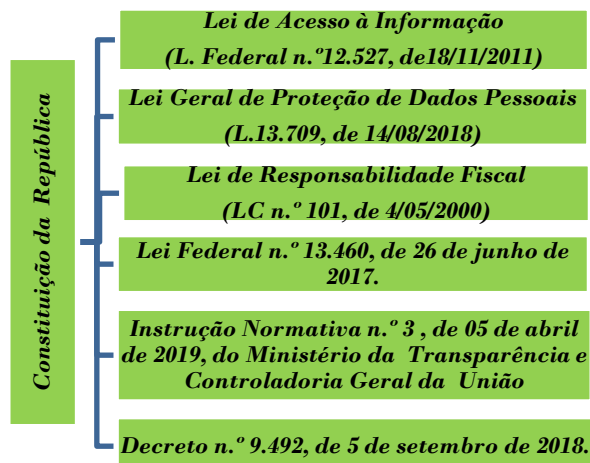 Constituição da República
Lei de Acesso à Informação
(L. Federal n.º12.527, de18/11/2011)
Lei Geral de Proteção de Dados Pessoais
(L.13.709, de 14/08/2018)
Lei de Responsabilidade Fiscal
(LC n.º 101, de 4/05/2000)
Lei Federal n.º 13.460, de 26 de junho de
2017.
Instrução Normativa n.º 3 , de 05 de abril
de 2019, do Ministério da Transparência e
Controladoria Geral da União
Decreto n.º 9.492, de 5 de setembro de 2018.